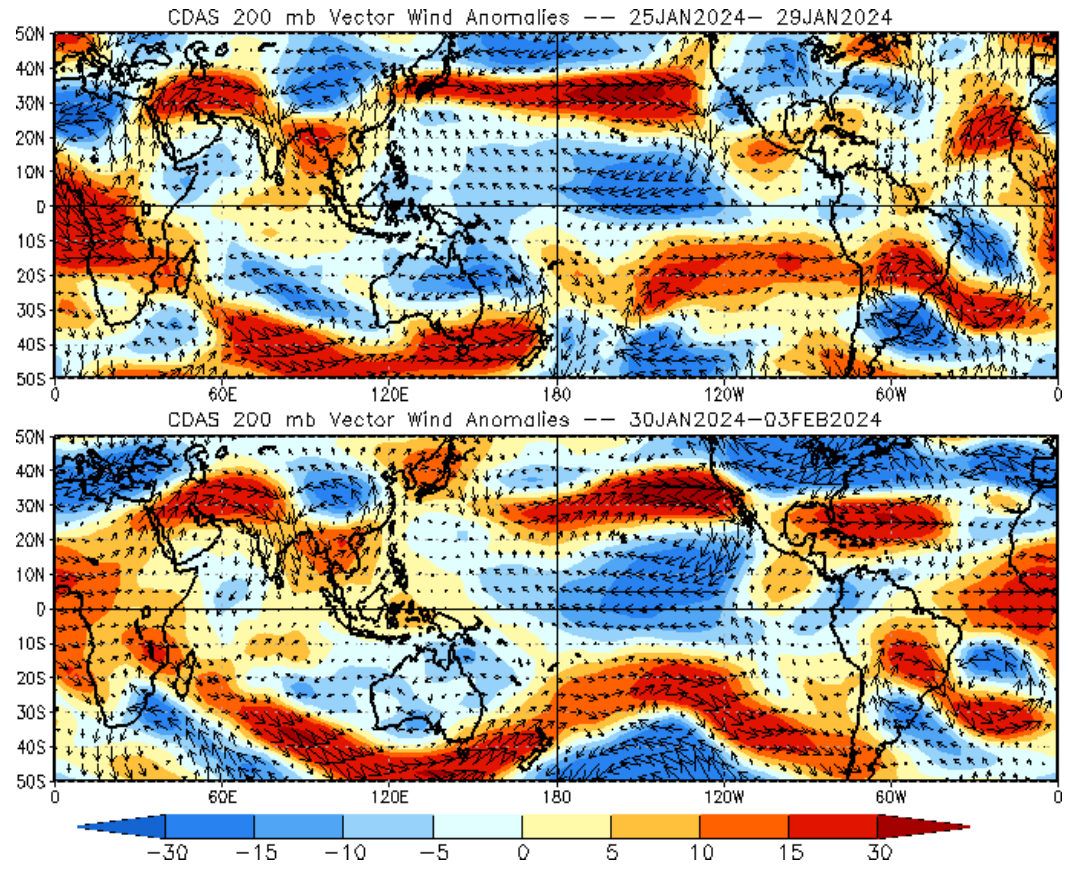 CDAS 200 mb Vector Wind Anomalies -- 25JAN2024- 29JAN2024
50N
40N
30N
20N
10N
0
10S
20S
30S
40S
50S
0 60E 120E 180 120W 60W 0
CDAS 200 mb Vector Wind Anomalies -- 30JAN2024-03FEB2024
50N
40N
30N
20N
10N
0
10S
20S
30S
40S
50S
0 60E 120E 180 120W 60W 0
-30 -15 -10 -5 0 5 10 15 30